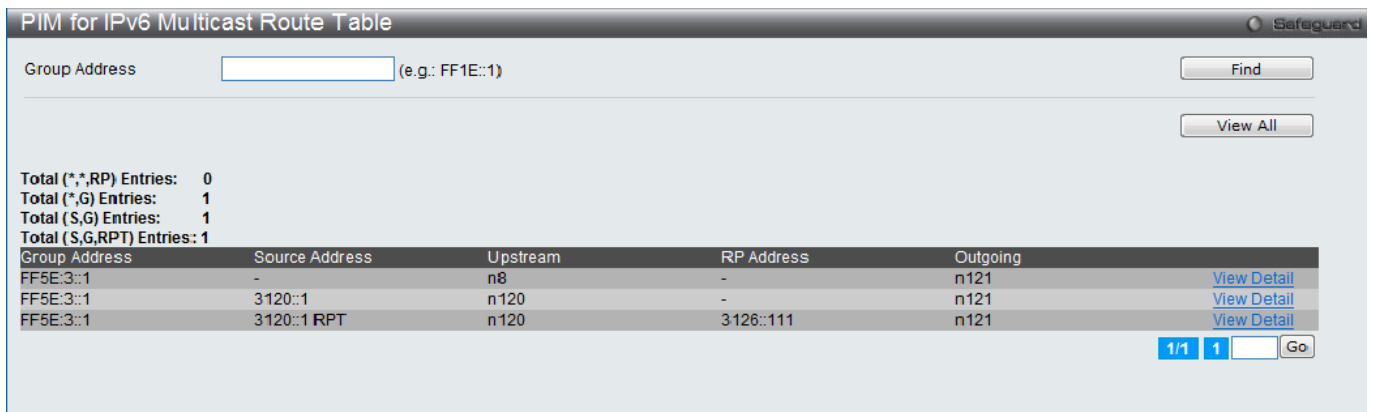 PIM for IPv6 Multicast Route Table
Safeguard
Group Address (e.g.: FF1E::1) Find
View All
Total (*,*,RP) Entries: 0
Total (*,G) Entries: 1
Total (S,G) Entries: 1
Total (S,G,RPT) Entries: 1
Group Address Source Address Upstream RP Address Outgoing
FF5E:3::1 - n8 - n121 View Detail
FF5E:3::1 3120::1 n120 - n121 View Detail
FF5E:3::1 3120::1 RPT n120 3126::111 n121 View Detail
1/1 1 Go